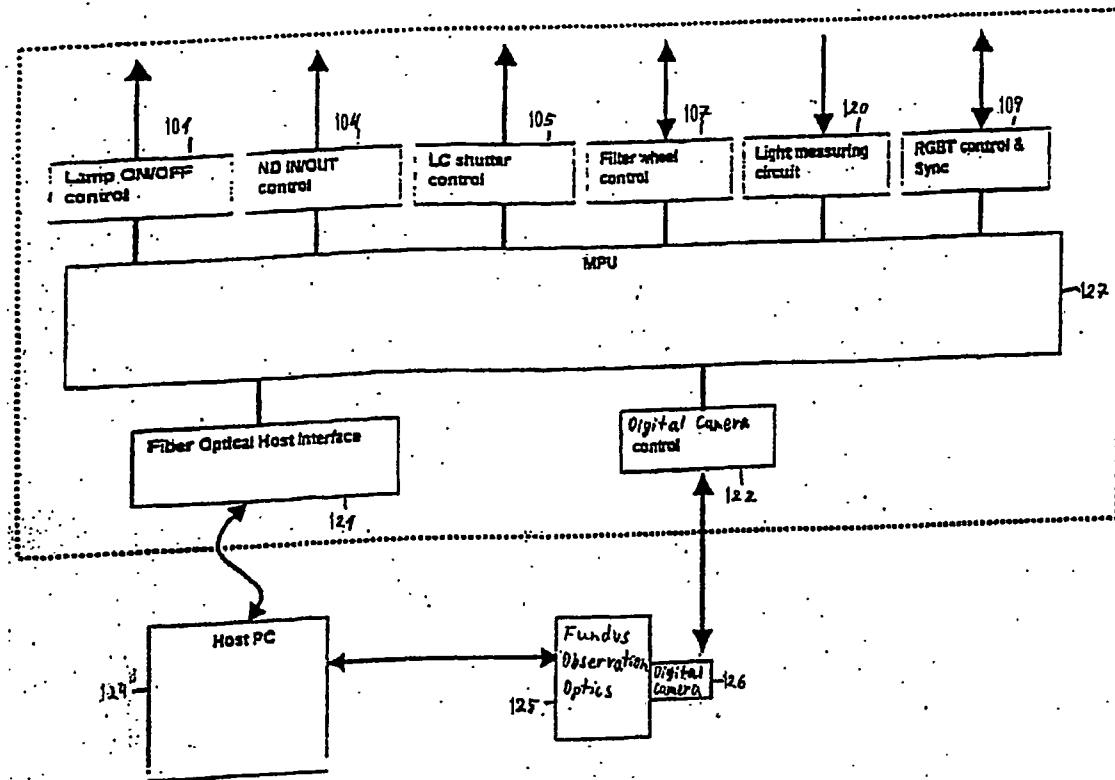 101
104
105
107
120
109
Lamp ON/OFF
control
ND IN/OUT
control
LC shutter
control
Filter wheel
control
Light measuring
circuit
RGBT control &
Sync
MPU
127
Fiber Optical Host Interface
121
Digital Camera
control
122
Host PC
124
Fundus
Observation
Optics
125
Digital
Camera
126